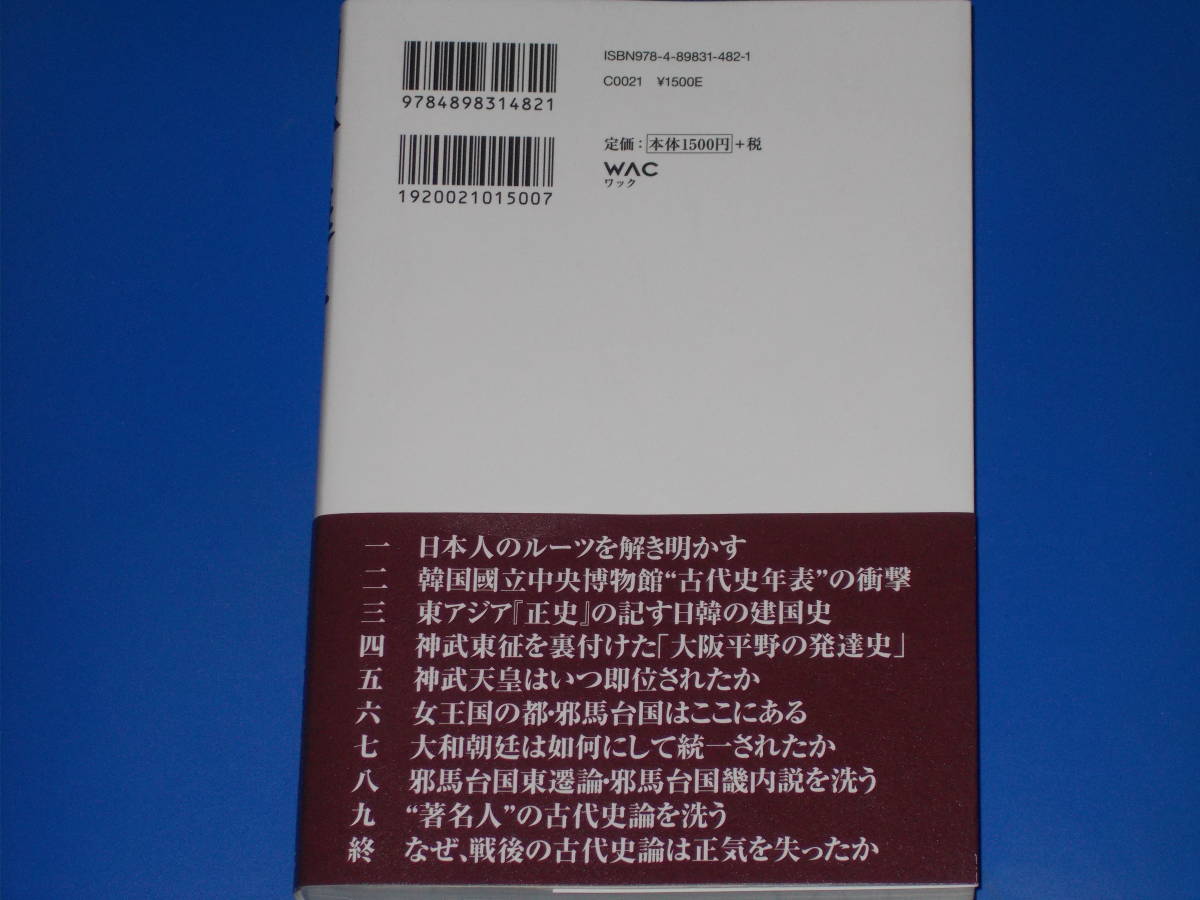 ISBN978-4-89831-482-1
C0021 ¥1500E
9784898314821
定価：本体1500円＋税
WAC
ワック
1920021015007
一 日本人のルーツを解き明かす
二 韓国國立中央博物館“古代史年表”の衝撃
三 東アジア『正史』の記す日韓の建国史
四 神武東征を裏付けた「大阪平野の発達史」
五 神武天皇はいつ即位されたか
六 女王国の都・邪馬台国はここにある
七 大和朝廷は如何にして統一されたか
八 邪馬台国東遷論・邪馬台国畿内説を洗う
九 “著名人”の古代史論を洗う
終 なぜ、戦後の古代史論は正気を失ったか